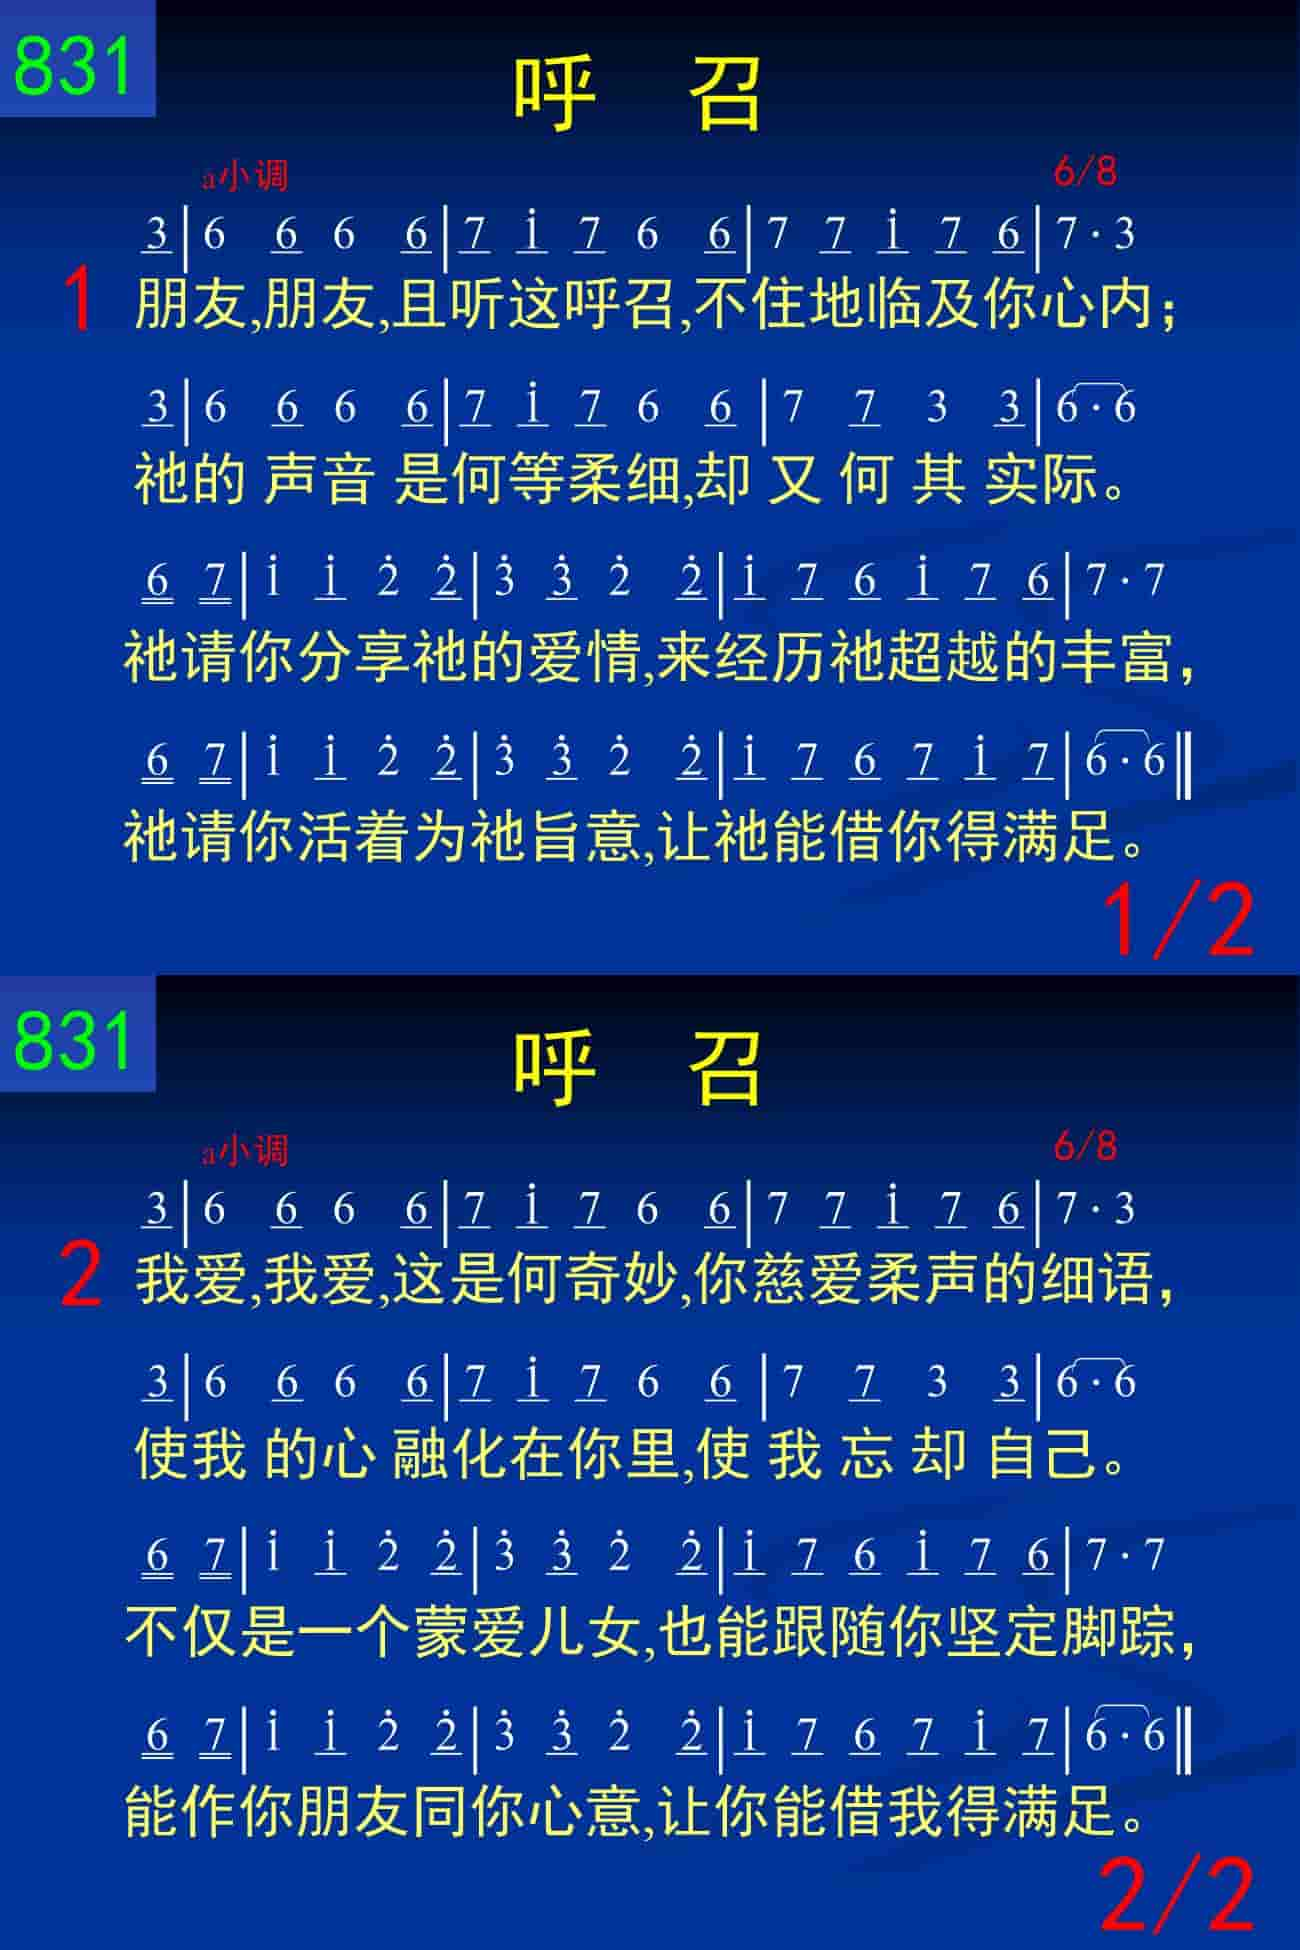 831
呼 召
a小调 6/8
3|6 6 6 6|7 i̇ 7 6 6|7 7 i̇ 7 6|7·3
1 朋友,朋友,且听这呼召,不住地临及你心内；
3|6 6 6 6|7 i̇ 7 6 6|7 7 3 3|6·6
祂的 声音 是何等柔细,却 又 何 其 实际。
6 7|i̇ i̇ 2̇ 2̇|3̇ 3̇ 2̇ 2̇|i̇ 7 6 i̇ 7 6|7·7
祂请你分享祂的爱情,来经历祂超越的丰富，
6 7|i̇ i̇ 2̇ 2̇|3̇ 3̇ 2̇ 2̇|i̇ 7 6 7 i̇ 7|6·6‖
祂请你活着为祂旨意,让祂能借你得满足。
1/2
831
呼 召
a小调 6/8
3|6 6 6 6|7 i̇ 7 6 6|7 7 i̇ 7 6|7·3
2 我爱,我爱,这是何奇妙,你慈爱柔声的细语，
3|6 6 6 6|7 i̇ 7 6 6|7 7 3 3|6·6
使我 的心 融化在你里,使 我 忘 却 自己。
6 7|i̇ i̇ 2̇ 2̇|3̇ 3̇ 2̇ 2̇|i̇ 7 6 i̇ 7 6|7·7
不仅是一个蒙爱儿女,也能跟随你坚定脚踪，
6 7|i̇ i̇ 2̇ 2̇|3̇ 3̇ 2̇ 2̇|i̇ 7 6 7 i̇ 7|6·6‖
能作你朋友同你心意,让你能借我得满足。
2/2